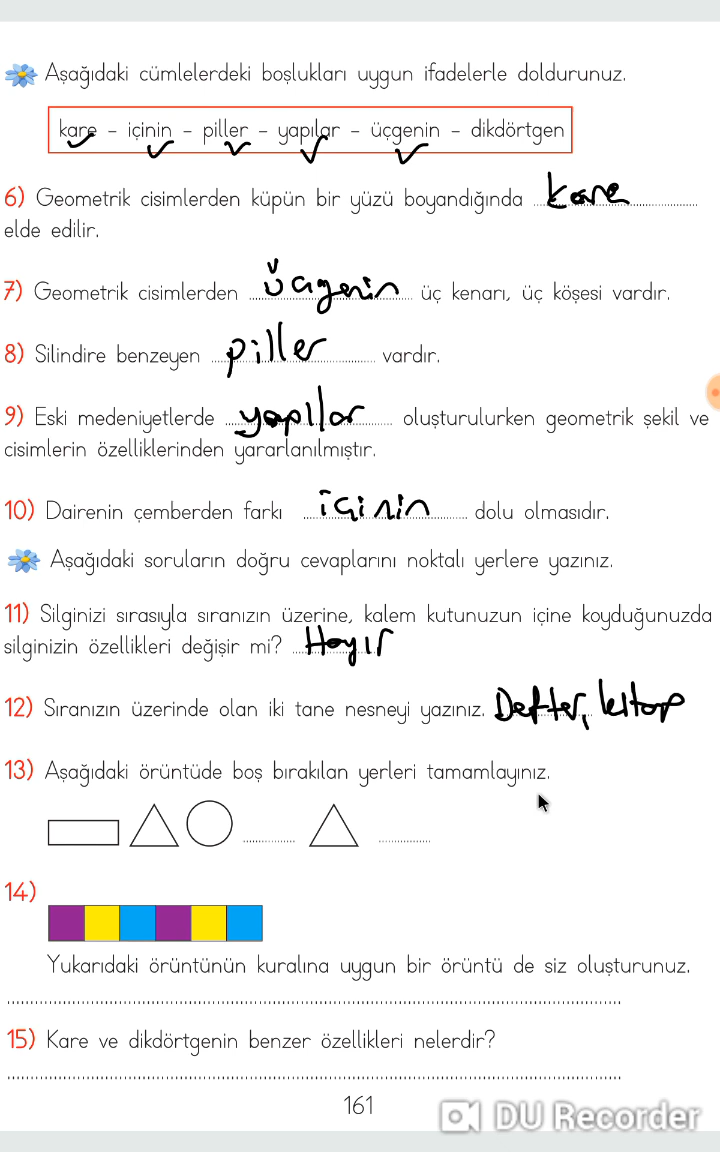 Aşağıdaki cümlelerdeki boşlukları uygun ifadelerle doldurunuz.
kare - içinin - piller - yapılar - üçgenin - dikdörtgen
6) Geometrik cisimlerden küpün bir yüzü boyandığında kare
elde edilir.
7) Geometrik cisimlerden üçgenin üç kenarı, üç köşesi vardır.
8) Silindire benzeyen piller vardır.
9) Eski medeniyetlerde yapılar oluşturulurken geometrik şekil ve
cisimlerin özelliklerinden yararlanılmıştır.
10) Dairenin çemberden farkı içinin dolu olmasıdır.
Aşağıdaki soruların doğru cevaplarını noktalı yerlere yazınız.
11) Silginizi sırasıyla sıranızın üzerine, kalem kutunuzun içine koyduğunuzda
silginizin özellikleri değişir mi? Hayır
12) Sıranızın üzerinde olan iki tane nesneyi yazınız. Defter, kitap
13) Aşağıdaki örüntüde boş bırakılan yerleri tamamlayınız.
14)
Yukarıdaki örüntünün kuralına uygun bir örüntü de siz oluşturunuz.
15) Kare ve dikdörtgenin benzer özellikleri nelerdir?
161
DU Recorder